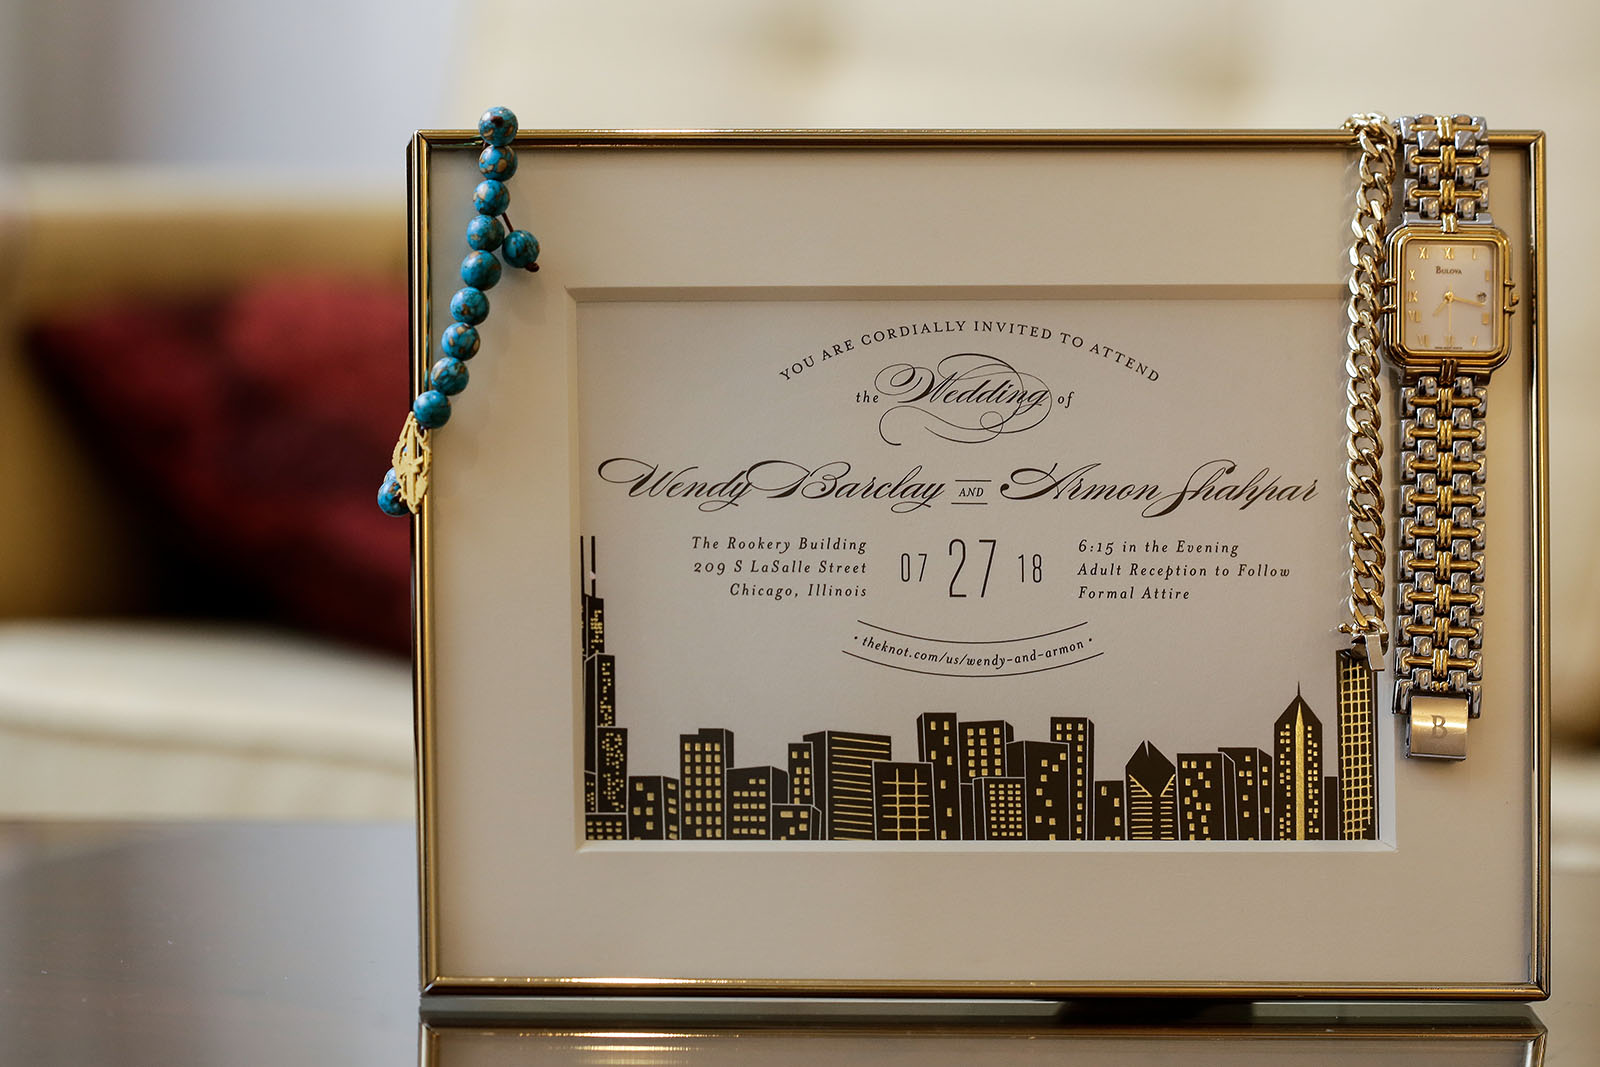 YOU ARE CORDIALLY INVITED TO ATTEND
the Wedding of
Wendy Barclay AND Armon Shahpar
The Rookery Building
209 S LaSalle Street
Chicago, Illinois
07 27 18
6:15 in the Evening
Adult Reception to Follow
Formal Attire
• theknot.com/us/wendy-and-armon •
BULOVA
B